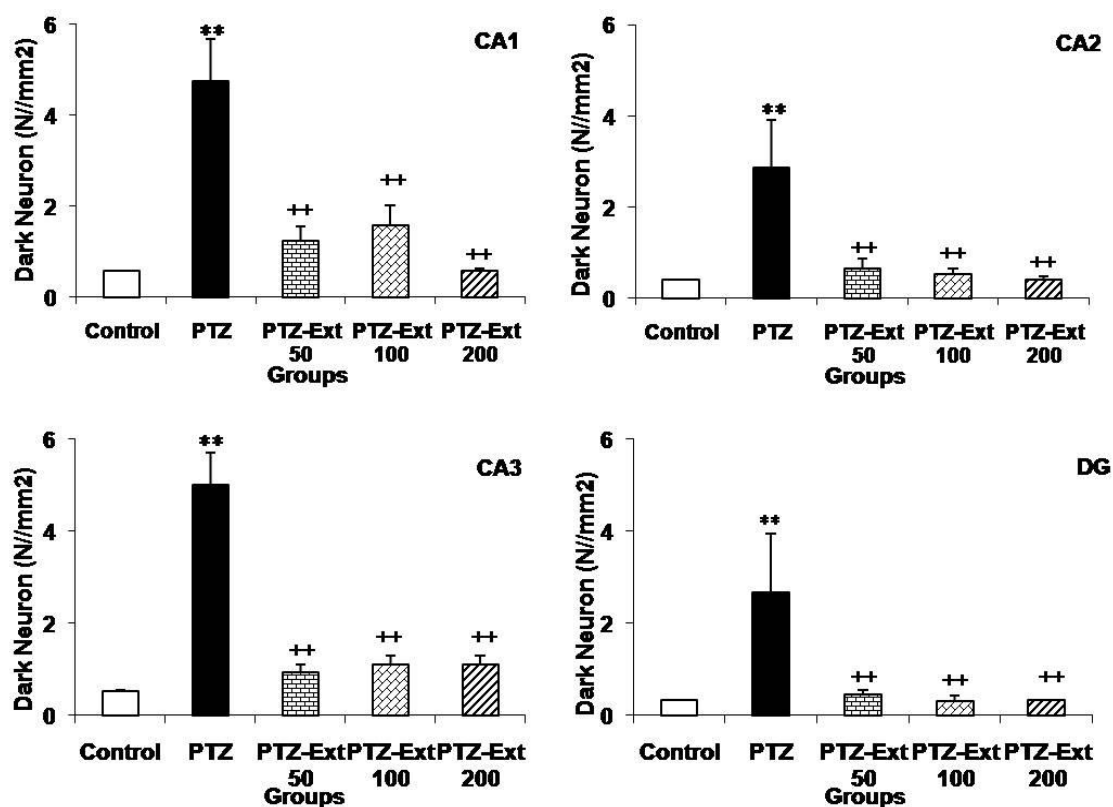 6
**
CA1
4
Dark Neuron (N//mm2)
++
2
++
++
0
Control PTZ PTZ-Ext PTZ-Ext PTZ-Ext
50 100 200
Groups
6
CA2
4
**
Dark Neuron (N//mm2)
2
++ ++ ++
0
Control PTZ PTZ-Ext PTZ-Ext PTZ-Ext
50 100 200
Groups
6
**
CA3
4
Dark Neuron (N//mm2)
2
++ ++ ++
0
Control PTZ PTZ-Ext PTZ-Ext PTZ-Ext
50 100 200
Groups
6
DG
4
**
Dark Neuron (N//mm2)
2
++ ++ ++
0
Control PTZ PTZ-Ext PTZ-Ext PTZ-Ext
50 100 200
Groups